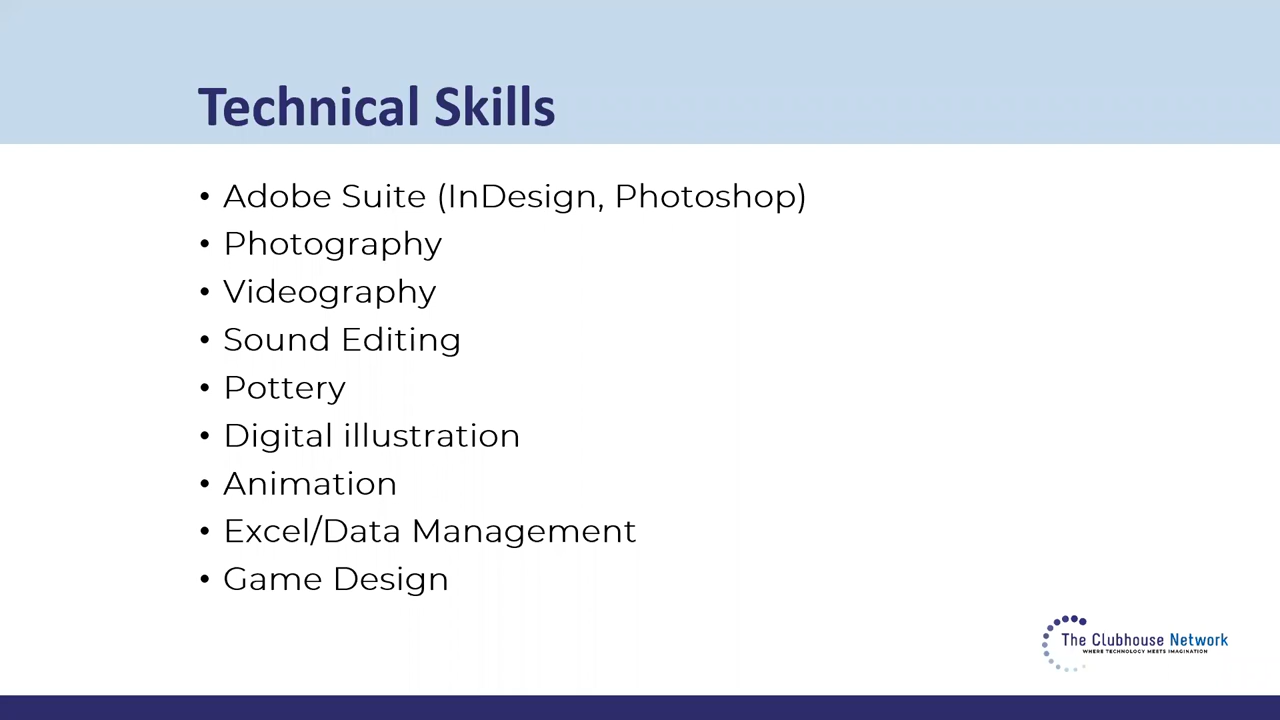 Technical Skills
• Adobe Suite (InDesign, Photoshop)
• Photography
• Videography
• Sound Editing
• Pottery
• Digital illustration
• Animation
• Excel/Data Management
• Game Design
The Clubhouse Network
WHERE TECHNOLOGY MEETS IMAGINATION